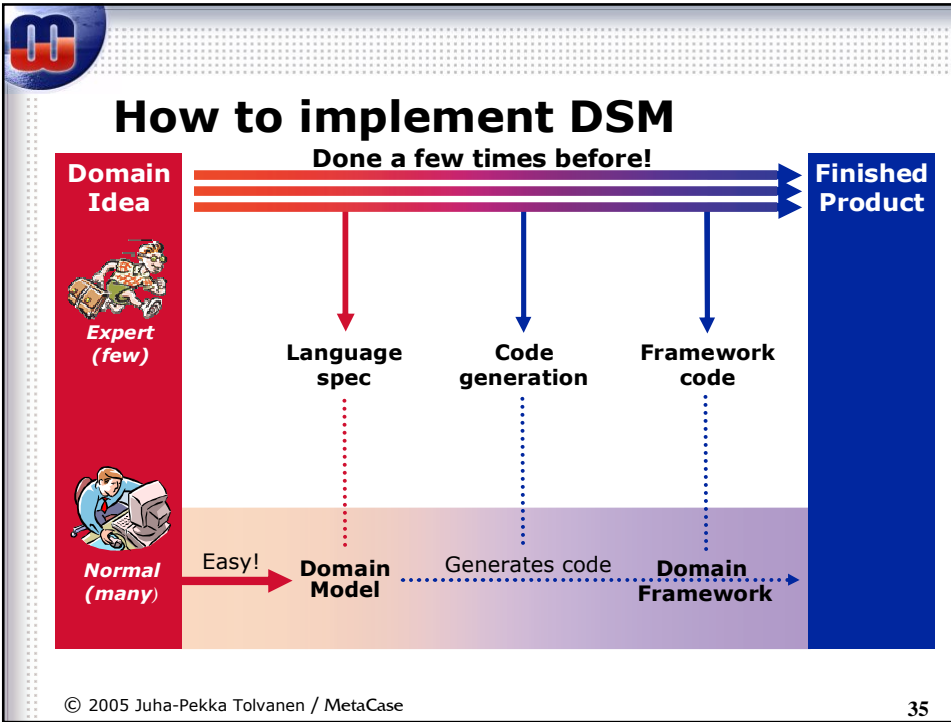 How to implement DSM
Done a few times before!
Domain
Idea
Finished
Product
Expert
(few)
Language
spec
Code
generation
Framework
code
Normal
(many)
Easy!
Domain
Model
Generates code
Domain
Framework
© 2005 Juha-Pekka Tolvanen / MetaCase
35